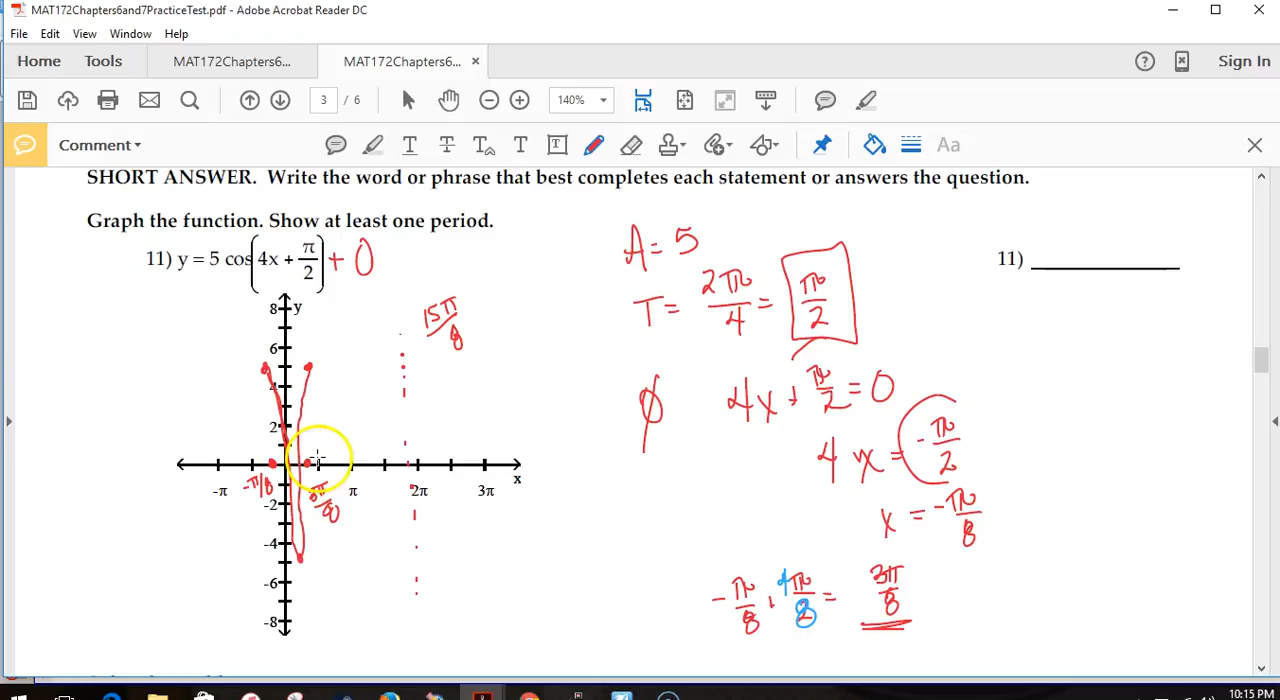 MAT172Chapters6and7PracticeTest.pdf - Adobe Acrobat Reader DC
File Edit View Window Help
Home Tools MAT172Chapters6... MAT172Chapters6... × Sign In
3 / 6 140%
Comment
T T T T T Aa
SHORT ANSWER. Write the word or phrase that best completes each statement or answers the question.
Graph the function. Show at least one period.
11) y = 5 cos(4x + π/2) + 0
11)
8 y
6
4
2
-π π 2π 3π x
-2
-4
-6
-8
-π/8
3π/8
15π/8
A = 5
T = 2π/4 = π/2
∅ 4x + π/2 = 0
4x = -π/2
x = -π/8
-π/8 + 4π/8 = 3π/8
10:15 PM